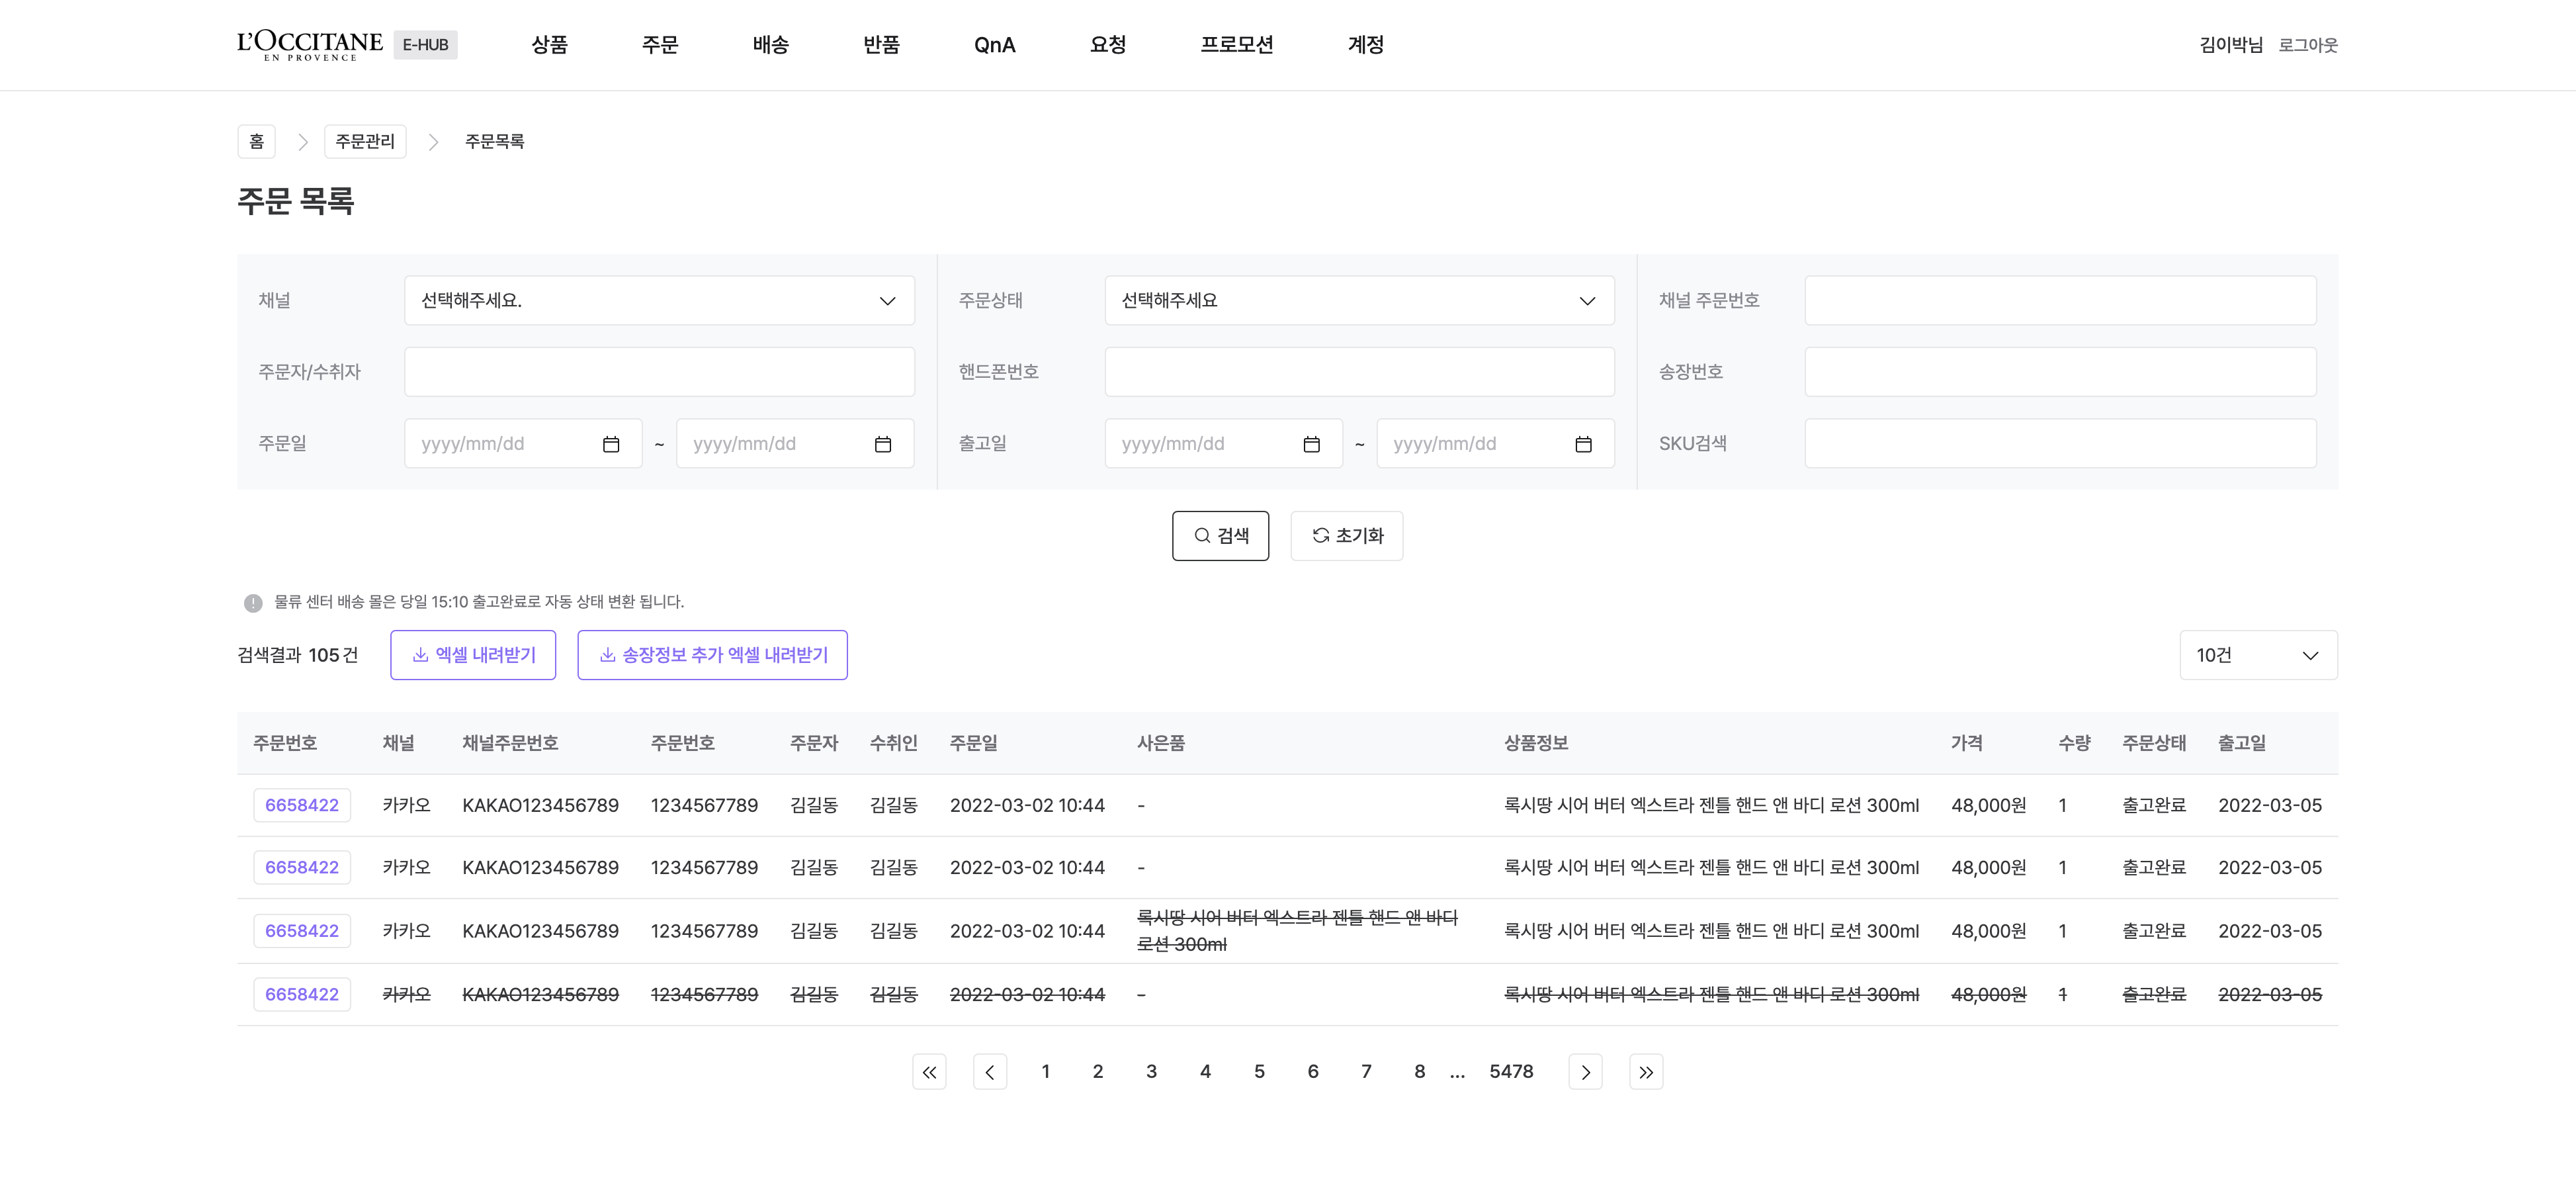 L'OCCITANE
EN PROVENCE
E-HUB
상품 주문 배송 반품 QnA 요청 프로모션 계정
김이박님 로그아웃
홈 주문관리 주문목록
주문 목록
채널 선택해주세요. 주문상태 선택해주세요 채널 주문번호
주문자/수취자 핸드폰번호 송장번호
주문일 yyyy/mm/dd ~ yyyy/mm/dd 출고일 yyyy/mm/dd ~ yyyy/mm/dd SKU검색
검색 초기화
물류 센터 배송 몰은 당일 15:10 출고완료로 자동 상태 변환 됩니다.
검색결과 105 건 엑셀 내려받기 송장정보 추가 엑셀 내려받기 10건
주문번호 채널 채널주문번호 주문번호 주문자 수취인 주문일 사은품 상품정보 가격 수량 주문상태 출고일
6658422 카카오 KAKAO123456789 1234567789 김길동 김길동 2022-03-02 10:44 - 록시땅 시어 버터 엑스트라 젠틀 핸드 앤 바디 로션 300ml 48,000원 1 출고완료 2022-03-05
6658422 카카오 KAKAO123456789 1234567789 김길동 김길동 2022-03-02 10:44 - 록시땅 시어 버터 엑스트라 젠틀 핸드 앤 바디 로션 300ml 48,000원 1 출고완료 2022-03-05
6658422 카카오 KAKAO123456789 1234567789 김길동 김길동 2022-03-02 10:44 록시땅 시어 버터 엑스트라 젠틀 핸드 앤 바디
로션 300ml 록시땅 시어 버터 엑스트라 젠틀 핸드 앤 바디 로션 300ml 48,000원 1 출고완료 2022-03-05
6658422 카카오 KAKAO123456789 1234567789 김길동 김길동 2022-03-02 10:44 - 록시땅 시어 버터 엑스트라 젠틀 핸드 앤 바디 로션 300ml 48,000원 1 출고완료 2022-03-05
1 2 3 4 5 6 7 8 ... 5478